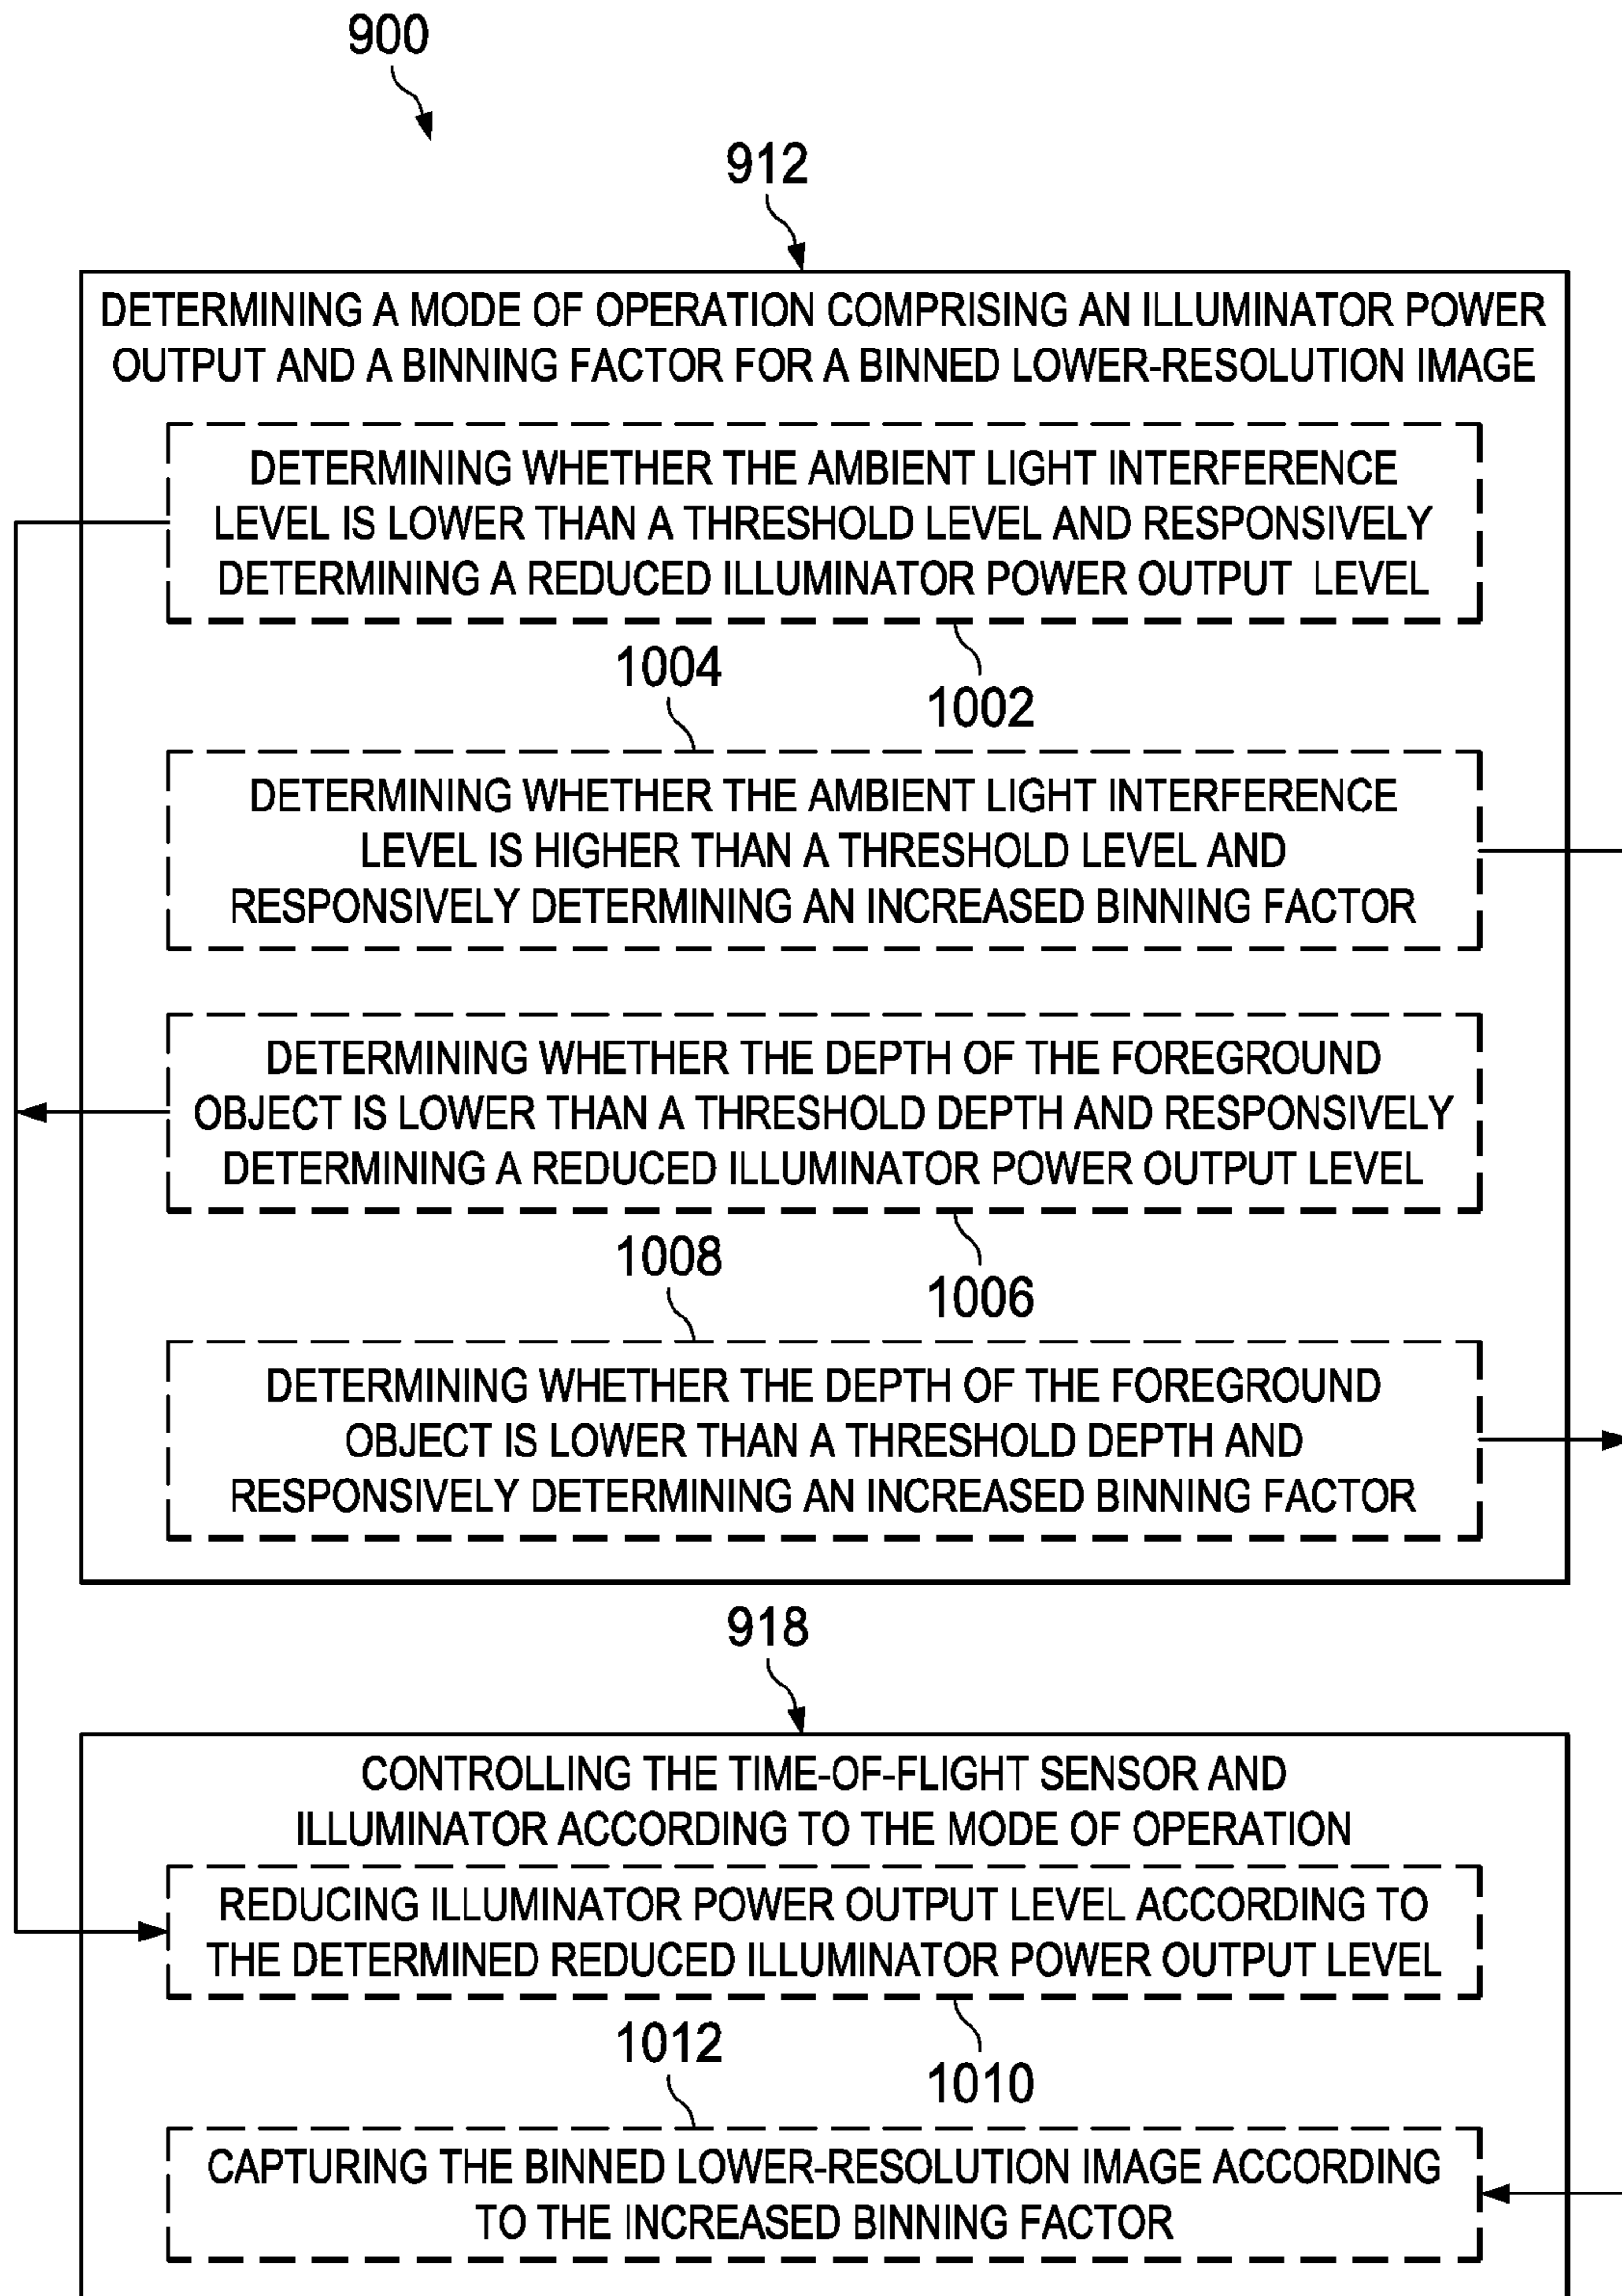 900
912
DETERMINING A MODE OF OPERATION COMPRISING AN ILLUMINATOR POWER
OUTPUT AND A BINNING FACTOR FOR A BINNED LOWER-RESOLUTION IMAGE
DETERMINING WHETHER THE AMBIENT LIGHT INTERFERENCE
LEVEL IS LOWER THAN A THRESHOLD LEVEL AND RESPONSIVELY
DETERMINING A REDUCED ILLUMINATOR POWER OUTPUT LEVEL
1004
1002
DETERMINING WHETHER THE AMBIENT LIGHT INTERFERENCE
LEVEL IS HIGHER THAN A THRESHOLD LEVEL AND
RESPONSIVELY DETERMINING AN INCREASED BINNING FACTOR
DETERMINING WHETHER THE DEPTH OF THE FOREGROUND
OBJECT IS LOWER THAN A THRESHOLD DEPTH AND RESPONSIVELY
DETERMINING A REDUCED ILLUMINATOR POWER OUTPUT LEVEL
1008
1006
DETERMINING WHETHER THE DEPTH OF THE FOREGROUND
OBJECT IS LOWER THAN A THRESHOLD DEPTH AND
RESPONSIVELY DETERMINING AN INCREASED BINNING FACTOR
918
CONTROLLING THE TIME-OF-FLIGHT SENSOR AND
ILLUMINATOR ACCORDING TO THE MODE OF OPERATION
REDUCING ILLUMINATOR POWER OUTPUT LEVEL ACCORDING TO
THE DETERMINED REDUCED ILLUMINATOR POWER OUTPUT LEVEL
1012
1010
CAPTURING THE BINNED LOWER-RESOLUTION IMAGE ACCORDING
TO THE INCREASED BINNING FACTOR